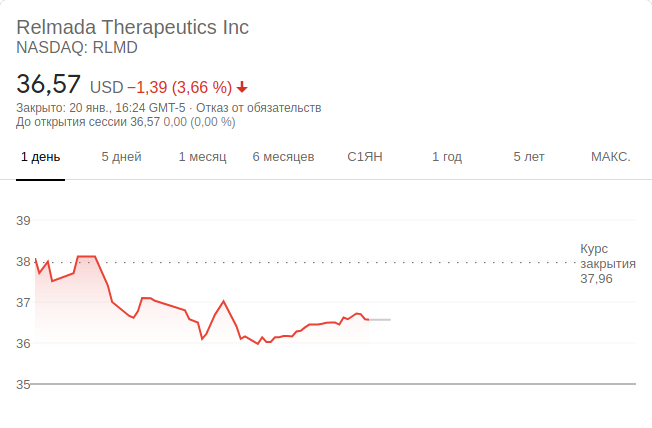 Relmada Therapeutics Inc
NASDAQ: RLMD
36,57 USD −1,39 (3,66 %)
Закрыто: 20 янв., 16:24 GMT-5 · Отказ от обязательств
До открытия сессии 36,57 0,00 (0,00 %)
1 день 5 дней 1 месяц 6 месяцев С1ЯН 1 год 5 лет МАКС.
39
38
37
36
35
Курс
закрытия
37,96